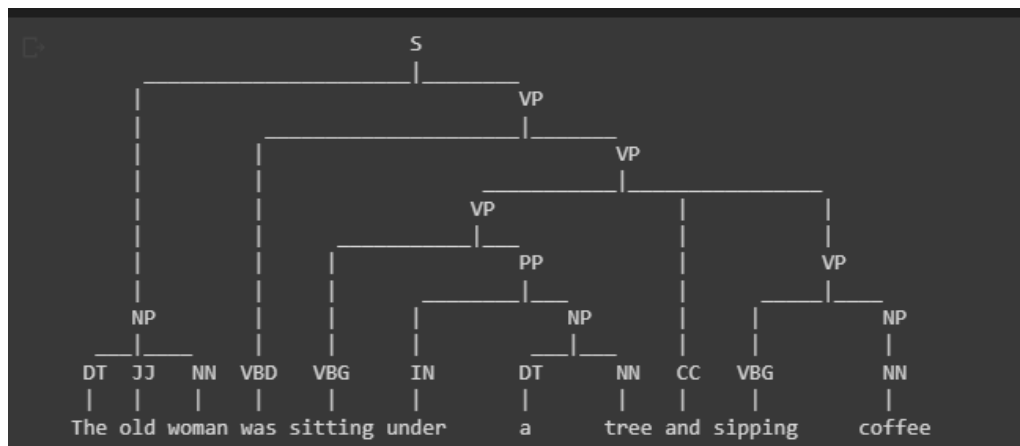 S
VP
VP
VP
PP VP
NP NP NP
DT JJ NN VBD VBG IN DT NN CC VBG NN
The old woman was sitting under a tree and sipping coffee